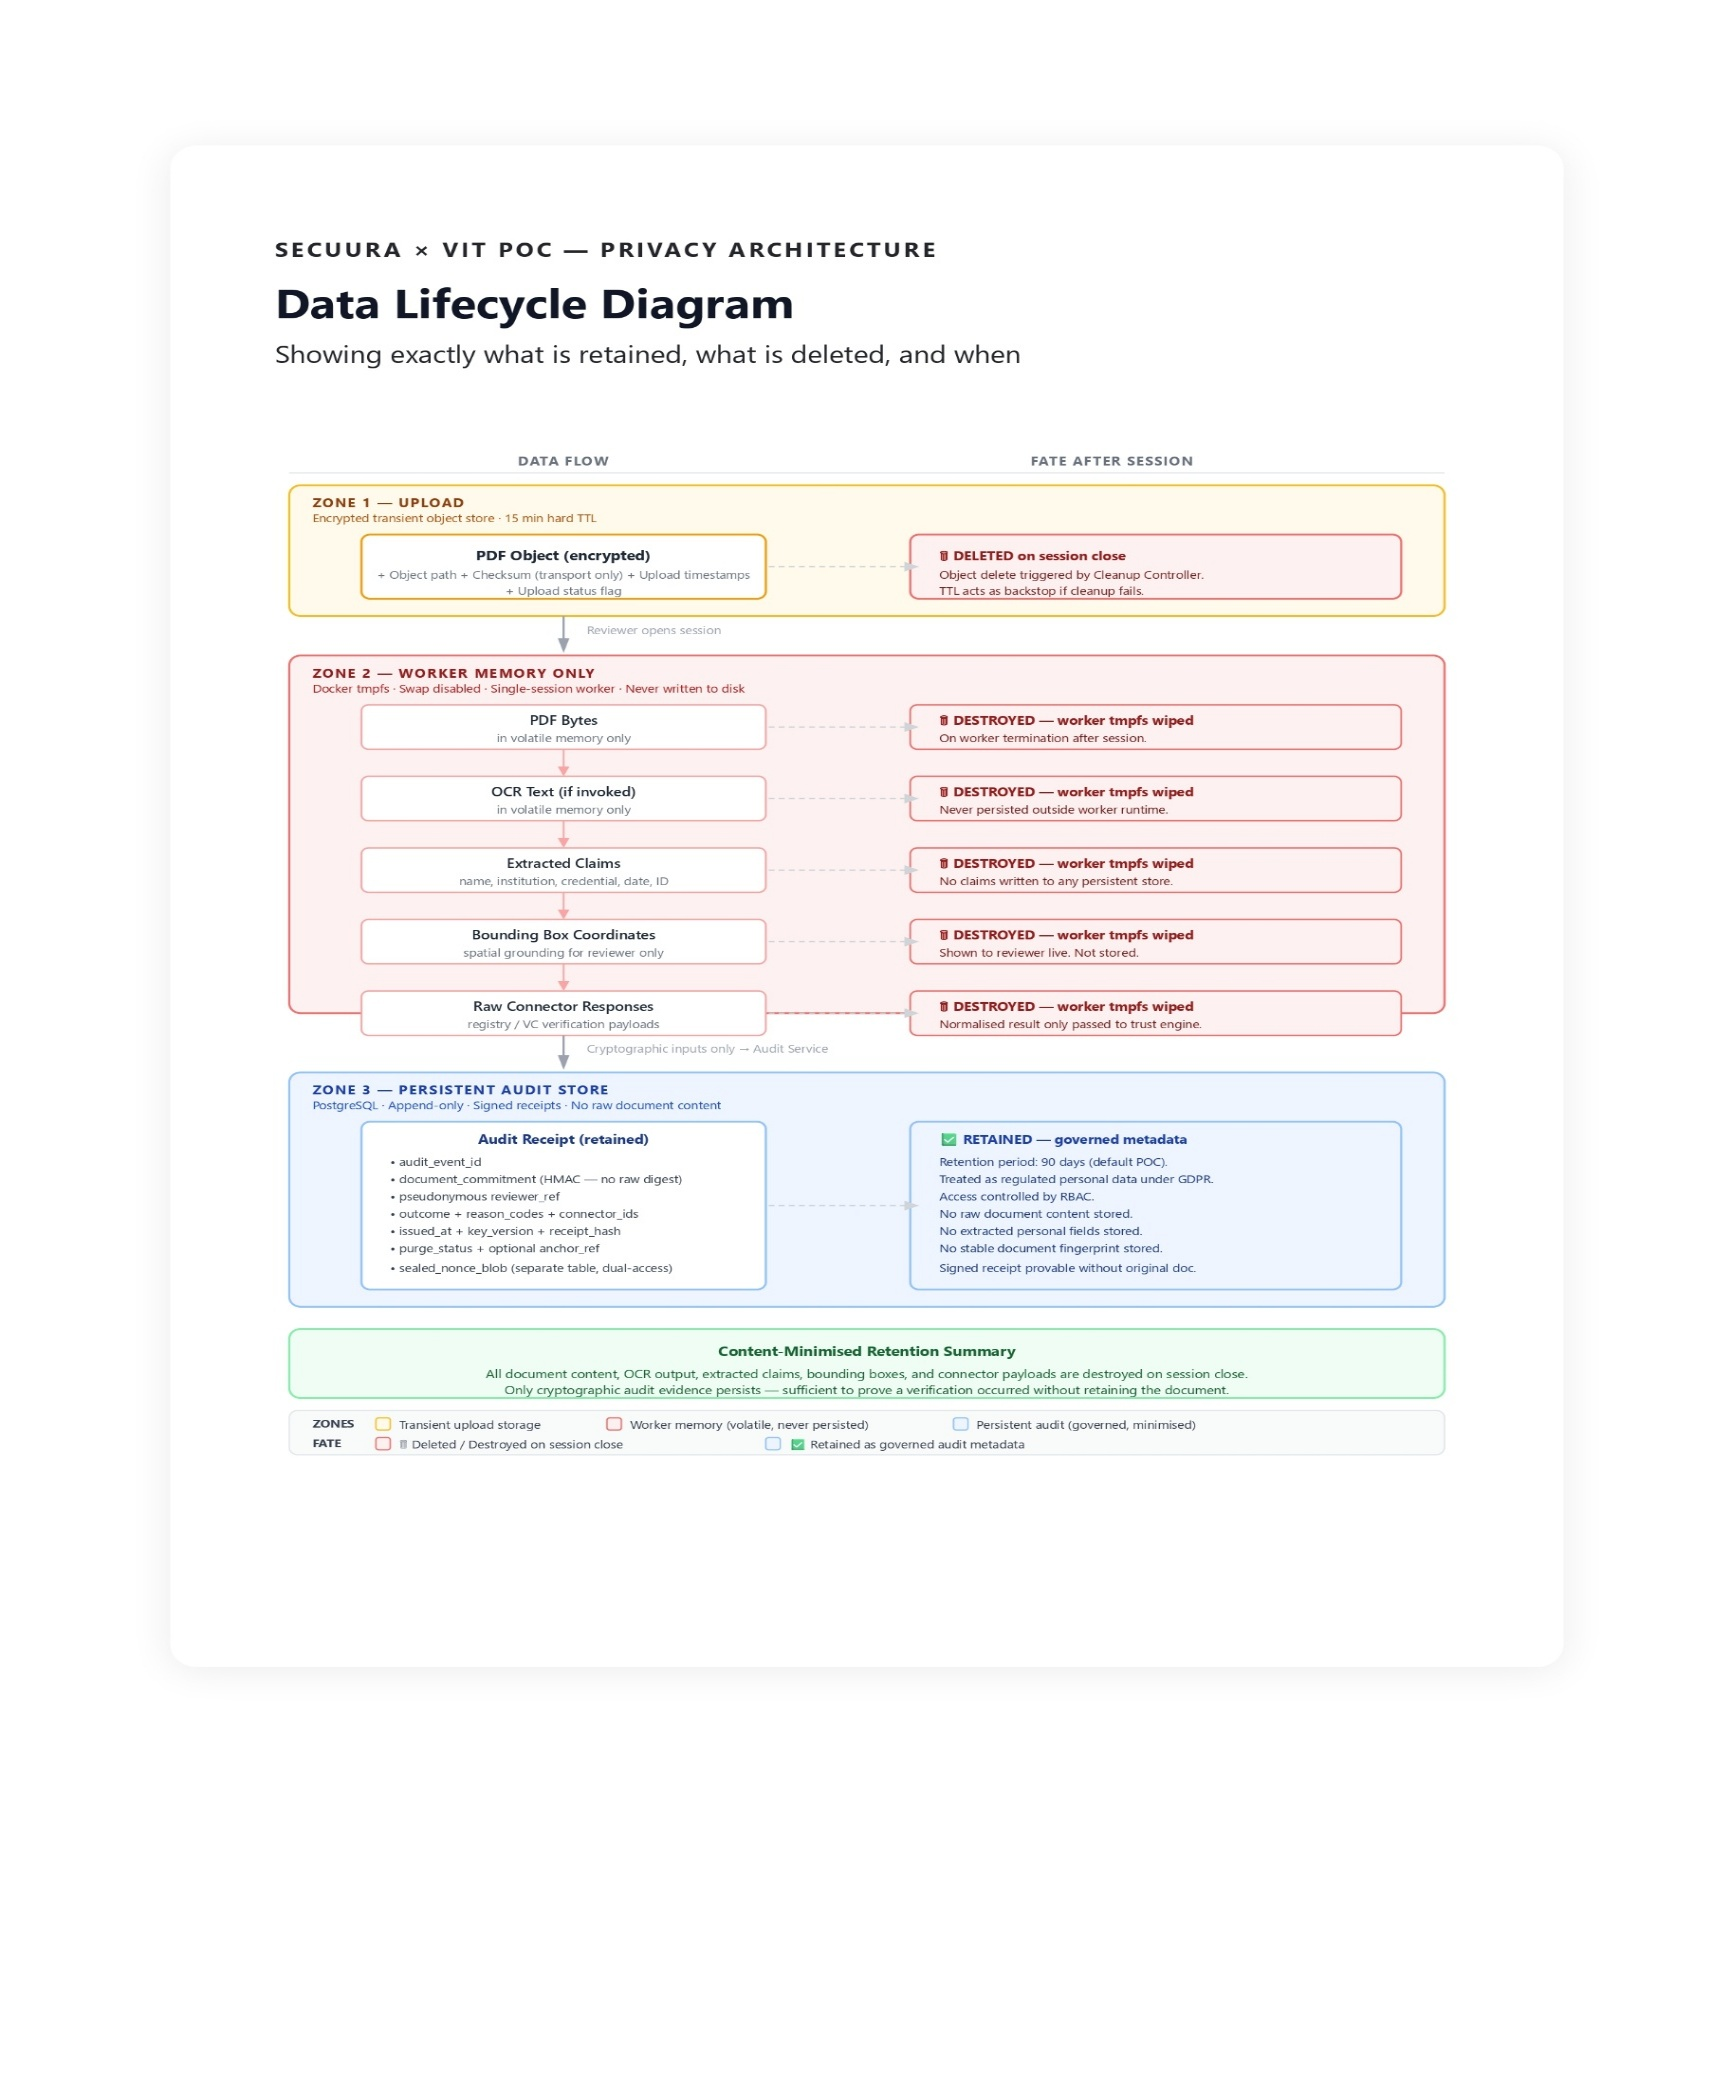 SECUURA × VIT POC — PRIVACY ARCHITECTURE
Data Lifecycle Diagram
Showing exactly what is retained, what is deleted, and when
DATA FLOW
FATE AFTER SESSION
ZONE 1 — UPLOAD
Encrypted transient object store · 15 min hard TTL
PDF Object (encrypted)
+ Object path + Checksum (transport only) + Upload timestamps
+ Upload status flag
🗑 DELETED on session close
Object delete triggered by Cleanup Controller.
TTL acts as backstop if cleanup fails.
Reviewer opens session
ZONE 2 — WORKER MEMORY ONLY
Docker tmpfs · Swap disabled · Single-session worker · Never written to disk
PDF Bytes
in volatile memory only
🗑 DESTROYED — worker tmpfs wiped
On worker termination after session.
OCR Text (if invoked)
in volatile memory only
🗑 DESTROYED — worker tmpfs wiped
Never persisted outside worker runtime.
Extracted Claims
name, institution, credential, date, ID
🗑 DESTROYED — worker tmpfs wiped
No claims written to any persistent store.
Bounding Box Coordinates
spatial grounding for reviewer only
🗑 DESTROYED — worker tmpfs wiped
Shown to reviewer live. Not stored.
Raw Connector Responses
registry / VC verification payloads
🗑 DESTROYED — worker tmpfs wiped
Normalised result only passed to trust engine.
Cryptographic inputs only → Audit Service
ZONE 3 — PERSISTENT AUDIT STORE
PostgreSQL · Append-only · Signed receipts · No raw document content
Audit Receipt (retained)
• audit_event_id
• document_commitment (HMAC — no raw digest)
• pseudonymous reviewer_ref
• outcome + reason_codes + connector_ids
• issued_at + key_version + receipt_hash
• purge_status + optional anchor_ref
• sealed_nonce_blob (separate table, dual-access)
✅ RETAINED — governed metadata
Retention period: 90 days (default POC).
Treated as regulated personal data under GDPR.
Access controlled by RBAC.
No raw document content stored.
No extracted personal fields stored.
No stable document fingerprint stored.
Signed receipt provable without original doc.
Content-Minimised Retention Summary
All document content, OCR output, extracted claims, bounding boxes, and connector payloads are destroyed on session close.
Only cryptographic audit evidence persists — sufficient to prove a verification occurred without retaining the document.
ZONES Transient upload storage Worker memory (volatile, never persisted) Persistent audit (governed, minimised)
FATE 🗑 Deleted / Destroyed on session close ✅ Retained as governed audit metadata